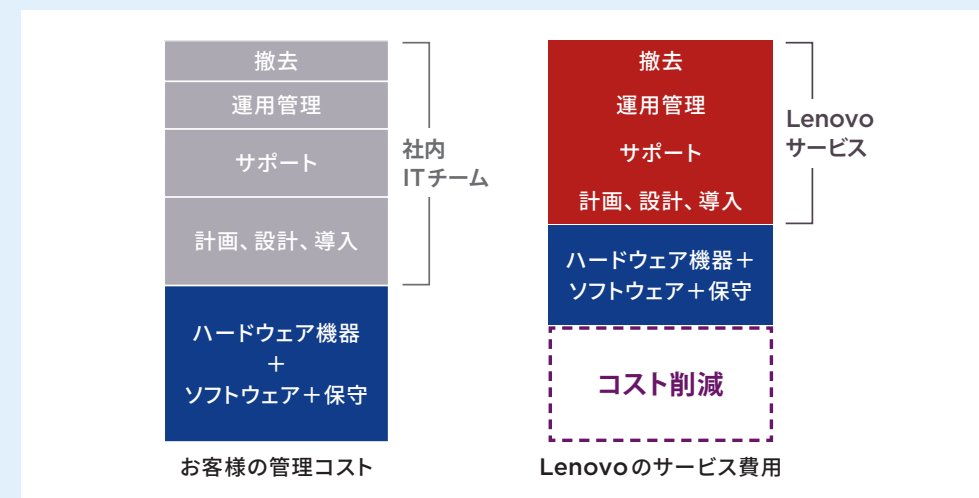 撤去
運用管理
サポート
計画、設計、導入
社内
ITチーム
ハードウェア機器
＋
ソフトウェア＋保守
お客様の管理コスト
撤去
運用管理
サポート
計画、設計、導入
Lenovo
サービス
ハードウェア機器＋
ソフトウェア＋保守
コスト削減
Lenovoのサービス費用